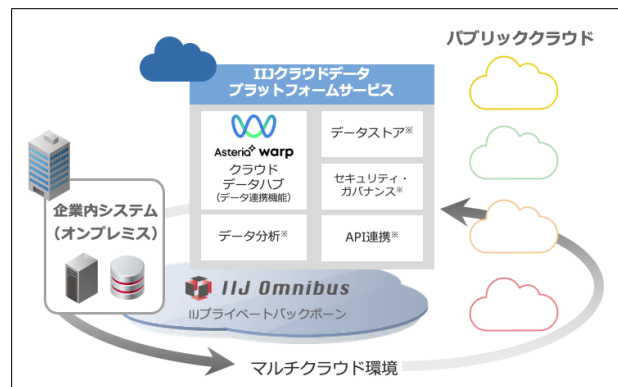 パブリッククラウド
IIJクラウドデータ
プラットフォームサービス
Asteria warp
クラウド
データハブ
(データ連携機能)
データストア※
セキュリティ・
ガバナンス※
データ分析※
API連携※
企業内システム
(オンプレミス)
IIJ Omnibus
IIJプライベートバックボーン
マルチクラウド環境